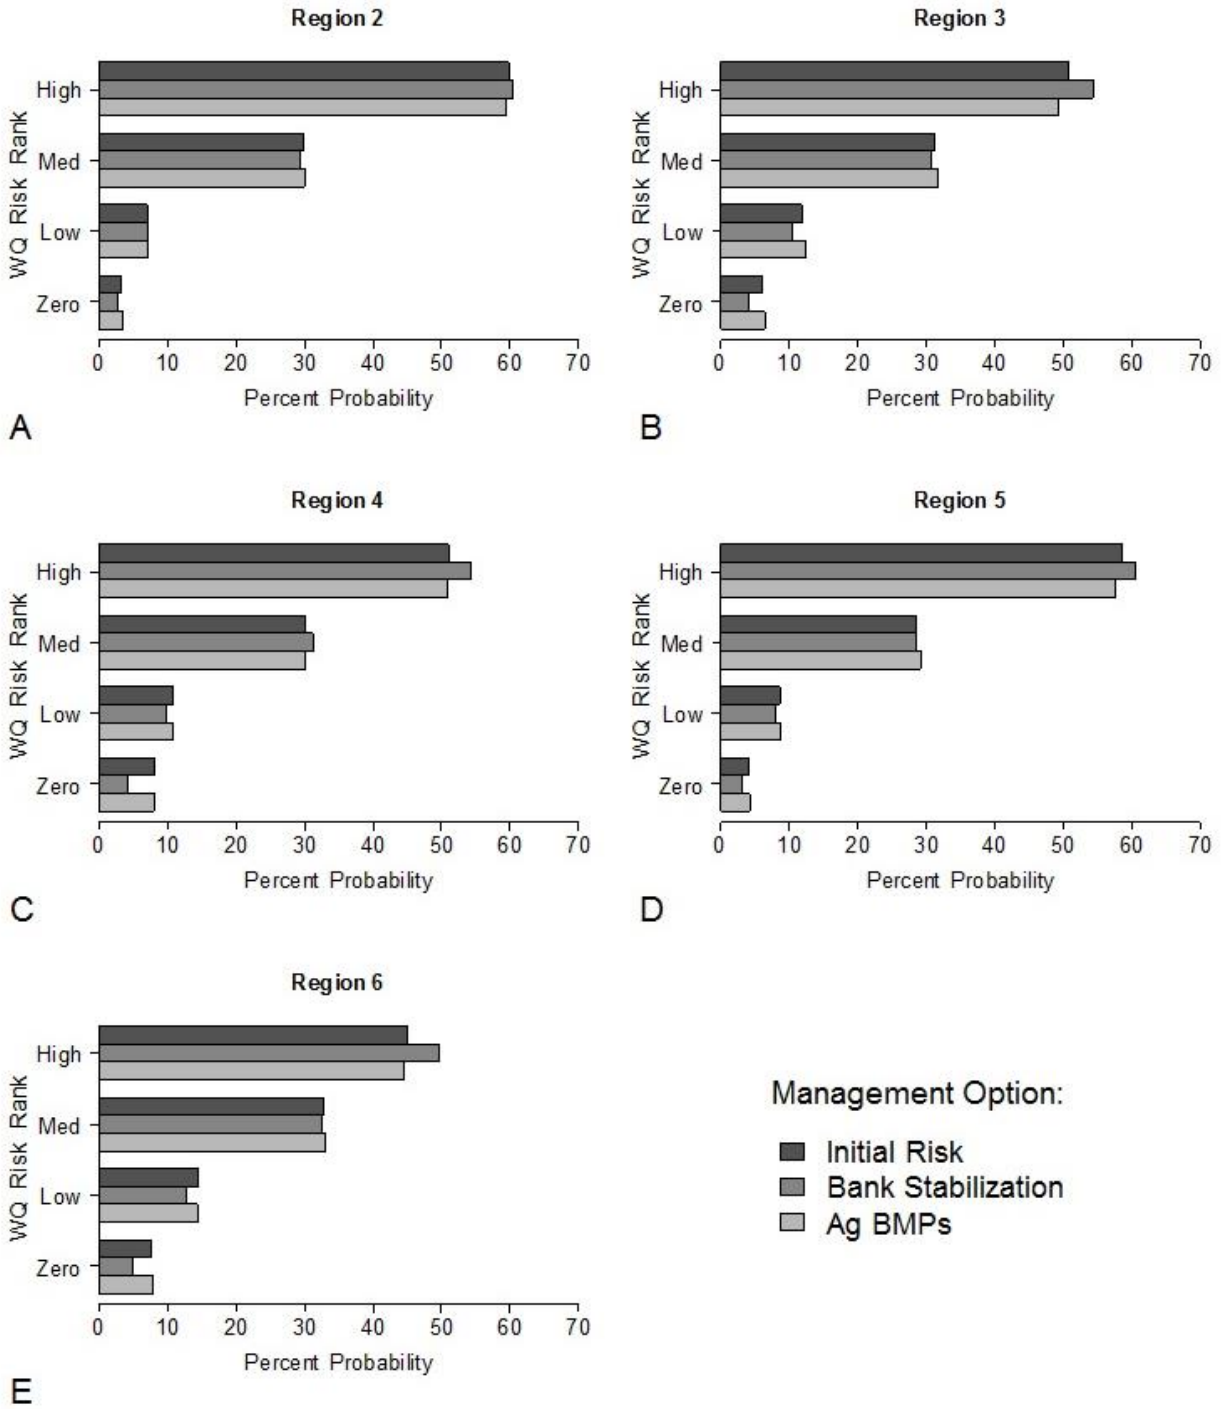 Region 2
WQ Risk Rank
High
Med
Low
Zero
0 10 20 30 40 50 60 70
Percent Probability
A
Region 3
WQ Risk Rank
High
Med
Low
Zero
0 10 20 30 40 50 60 70
Percent Probability
B
Region 4
WQ Risk Rank
High
Med
Low
Zero
0 10 20 30 40 50 60 70
Percent Probability
C
Region 5
WQ Risk Rank
High
Med
Low
Zero
0 10 20 30 40 50 60 70
Percent Probability
D
Region 6
WQ Risk Rank
High
Med
Low
Zero
0 10 20 30 40 50 60 70
Percent Probability
E
Management Option:
Initial Risk
Bank Stabilization
Ag BMPs